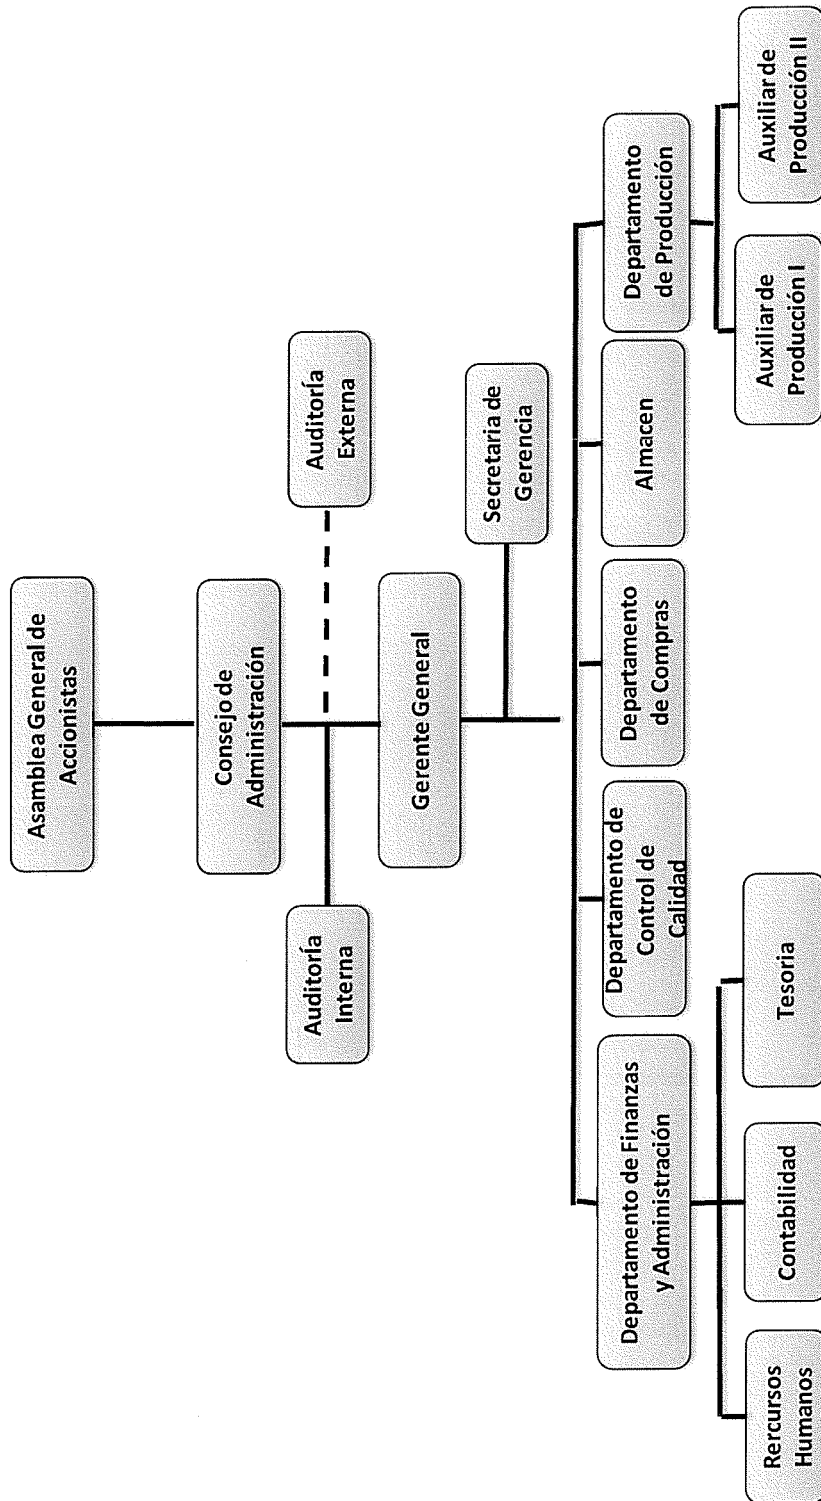 Asamblea General de
Accionistas
Consejo de
Administración
Auditoría
Interna
Auditoría
Externa
Gerente General
Secretaria de
Gerencia
Departamento de Finanzas
y Administración
Departamento de
Control de
Calidad
Departamento
de Compras
Almacen
Departamento
de Producción
Rercursos
Humanos
Contabilidad
Tesoria
Auxiliar de
Producción I
Auxiliar de
Producción II